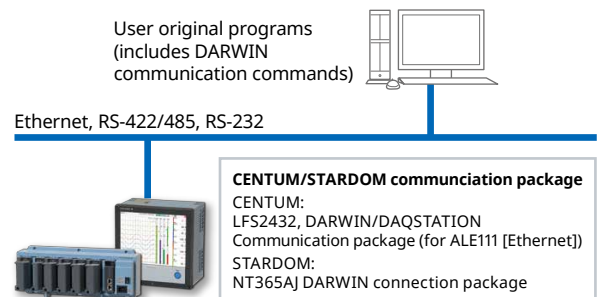 User original programs
(includes DARWIN
communication commands)
Ethernet, RS-422/485, RS-232
CENTUM/STARDOM communciation package
CENTUM:
LFS2432, DARWIN/DAQSTATION
Communication package (for ALE111 [Ethernet])
STARDOM:
NT365AJ DARWIN connection package